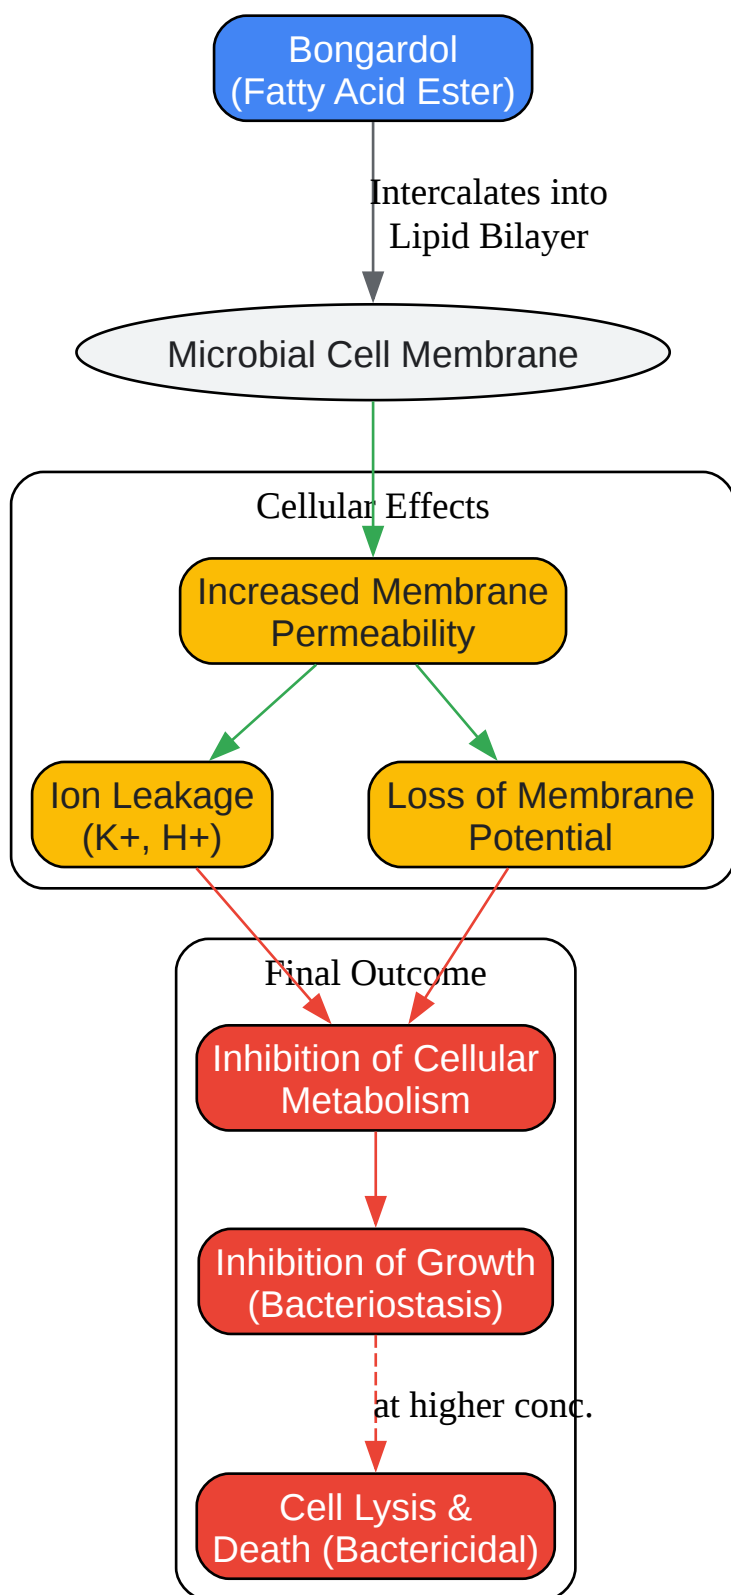 Bongardol
(Fatty Acid Ester)
Intercalates into
Lipid Bilayer
Microbial Cell Membrane
Cellular Effects
Increased Membrane
Permeability
Ion Leakage
(K+, H+)
Loss of Membrane
Potential
Final Outcome
Inhibition of Cellular
Metabolism
Inhibition of Growth
(Bacteriostasis)
at higher conc.
Cell Lysis &
Death (Bactericidal)